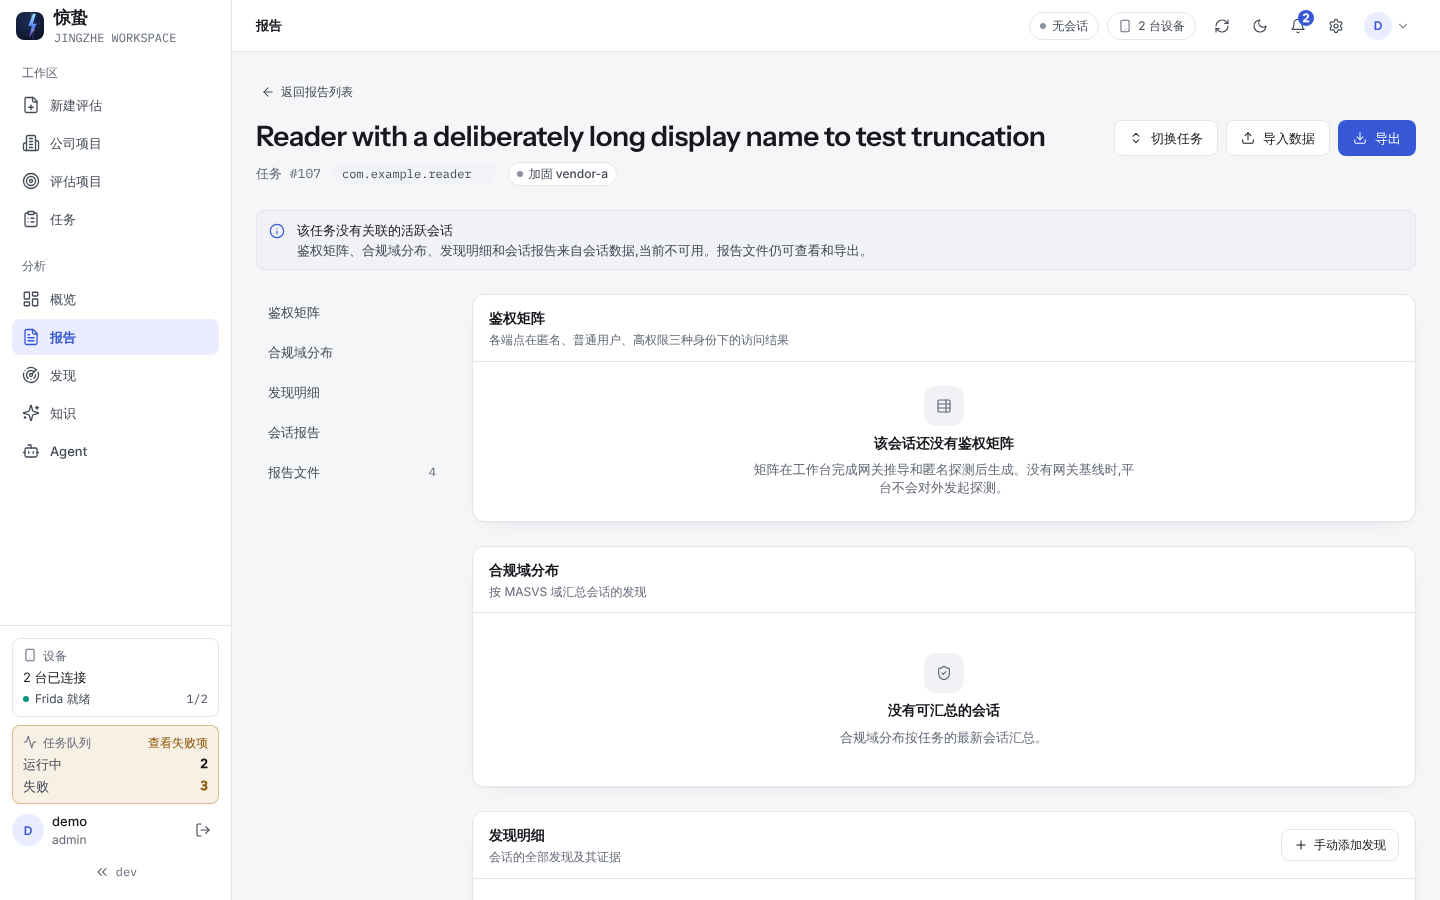 惊蛰
JINGZHE WORKSPACE
工作区
新建评估
公司项目
评估项目
任务
分析
概览
报告
发现
知识
Agent
设备
2 台已连接
Frida 就绪 1/2
任务队列 查看失败项
运行中 2
失败 3
D demo
admin
dev
报告
无会话
2 台设备
2
D
返回报告列表
Reader with a deliberately long display name to test truncation
切换任务
导入数据
导出
任务 #107 com.example.reader 加固 vendor-a
该任务没有关联的活跃会话
鉴权矩阵、合规域分布、发现明细和会话报告来自会话数据,当前不可用。报告文件仍可查看和导出。
鉴权矩阵
合规域分布
发现明细
会话报告
报告文件 4
鉴权矩阵
各端点在匿名、普通用户、高权限三种身份下的访问结果
该会话还没有鉴权矩阵
矩阵在工作台完成网关推导和匿名探测后生成。没有网关基线时,平
台不会对外发起探测。
合规域分布
按 MASVS 域汇总会话的发现
没有可汇总的会话
合规域分布按任务的最新会话汇总。
发现明细
会话的全部发现及其证据
手动添加发现